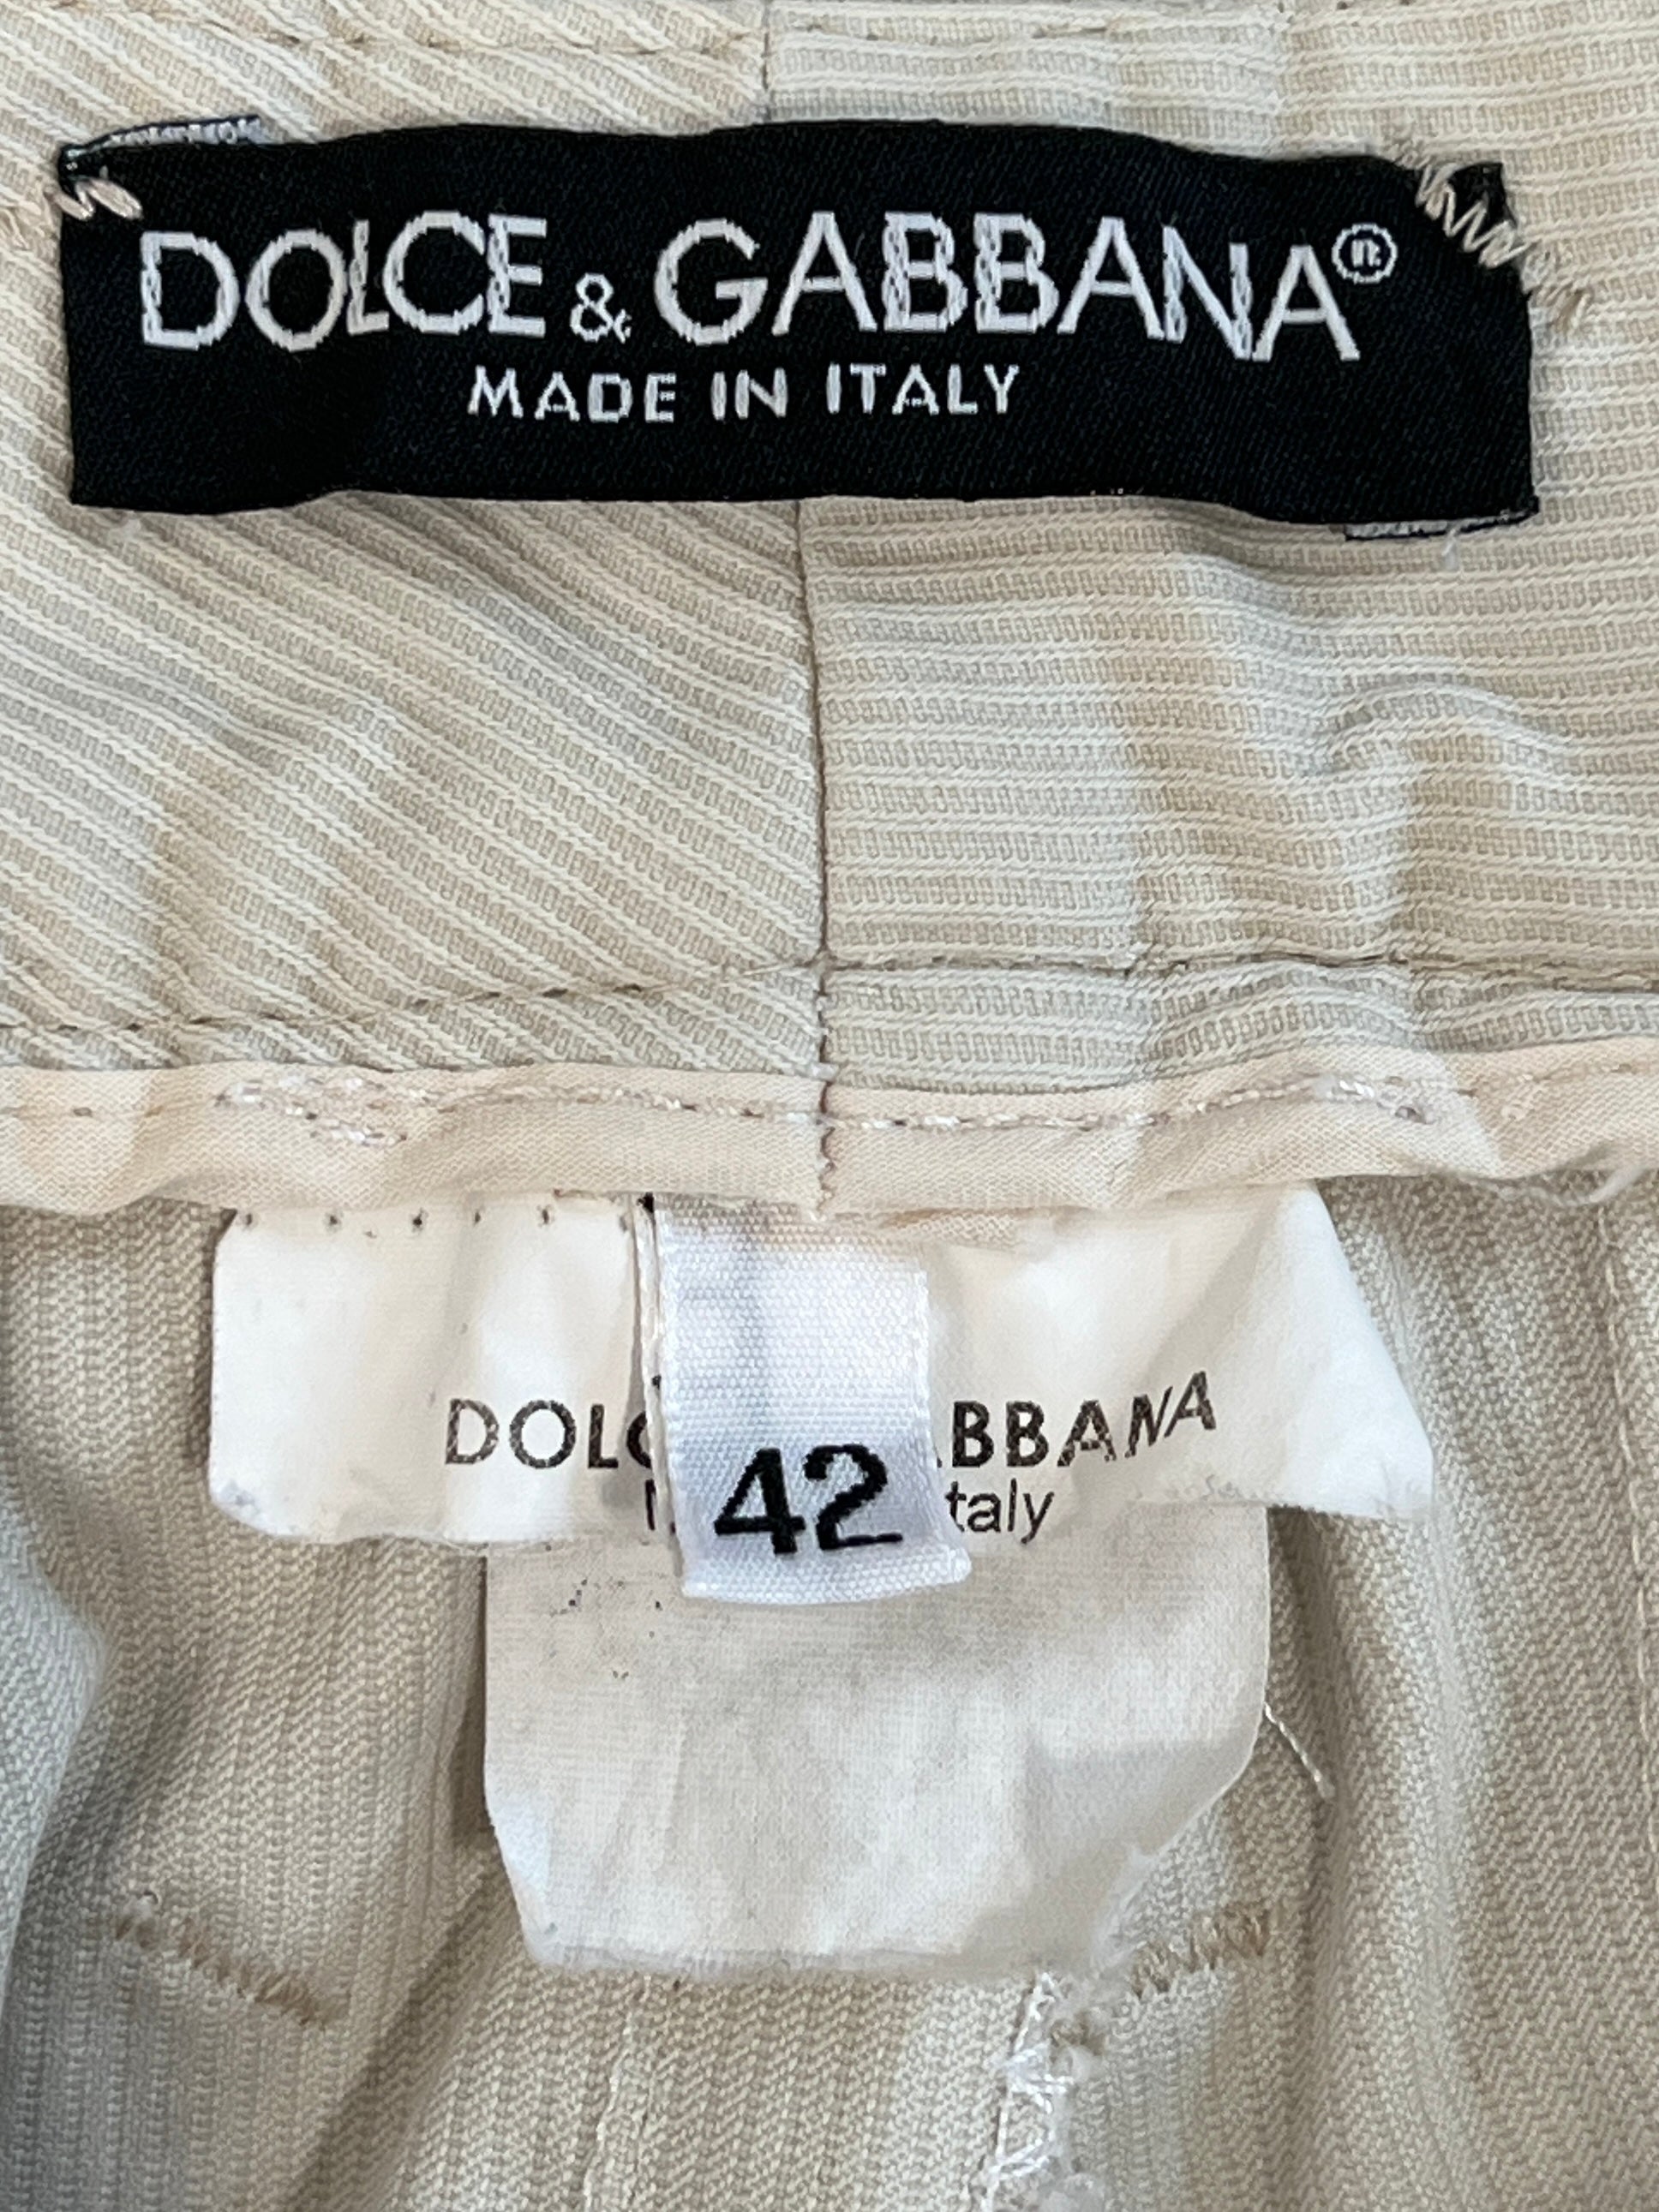 DOLCE & GABBANA®
MADE IN ITALY
DOLC ABBANA
42
taly